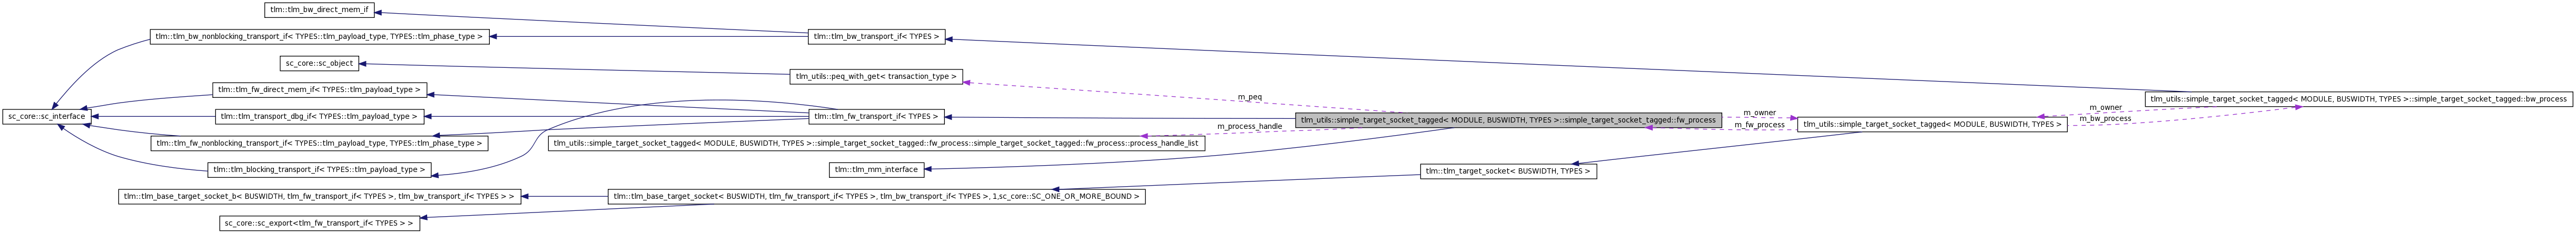 tlm::tlm_bw_direct_mem_if
tlm::tlm_bw_nonblocking_transport_if< TYPES::tlm_payload_type, TYPES::tlm_phase_type >
tlm::tlm_bw_transport_if< TYPES >
sc_core::sc_object
tlm_utils::peq_with_get< transaction_type >
tlm::tlm_fw_direct_mem_if< TYPES::tlm_payload_type >
m_peq
tlm_utils::simple_target_socket_tagged< MODULE, BUSWIDTH, TYPES >::simple_target_socket_tagged::bw_process
sc_core::sc_interface
tlm::tlm_transport_dbg_if< TYPES::tlm_payload_type >
tlm::tlm_fw_transport_if< TYPES >
tlm_utils::simple_target_socket_tagged< MODULE, BUSWIDTH, TYPES >::simple_target_socket_tagged::fw_process
m_owner
m_fw_process
tlm_utils::simple_target_socket_tagged< MODULE, BUSWIDTH, TYPES >
m_owner
m_bw_process
m_process_handle
tlm::tlm_fw_nonblocking_transport_if< TYPES::tlm_payload_type, TYPES::tlm_phase_type >
tlm_utils::simple_target_socket_tagged< MODULE, BUSWIDTH, TYPES >::simple_target_socket_tagged::fw_process::simple_target_socket_tagged::fw_process::process_handle_list
tlm::tlm_blocking_transport_if< TYPES::tlm_payload_type >
tlm::tlm_mm_interface
tlm::tlm_target_socket< BUSWIDTH, TYPES >
tlm::tlm_base_target_socket_b< BUSWIDTH, tlm_fw_transport_if< TYPES >, tlm_bw_transport_if< TYPES > >
tlm::tlm_base_target_socket< BUSWIDTH, tlm_fw_transport_if< TYPES >, tlm_bw_transport_if< TYPES >, 1,sc_core::SC_ONE_OR_MORE_BOUND >
sc_core::sc_export<tlm_fw_transport_if< TYPES > >